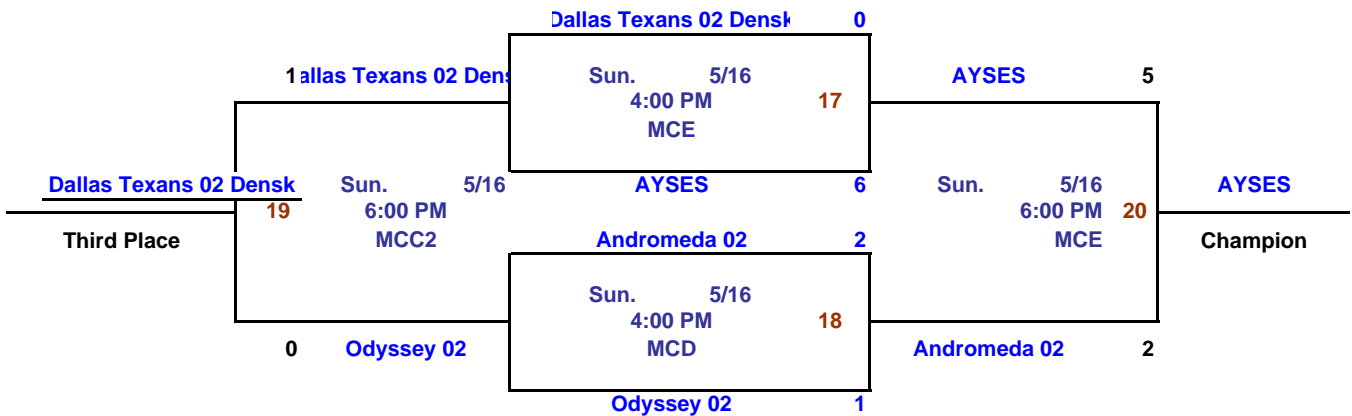 Dallas Texans 02 Densk 0
1 allas Texans 02 Dens Sun. 5/16 AYSES 5
4:00 PM 17
MCE
Dallas Texans 02 Densk Sun. 5/16 AYSES 6 Sun. 5/16 AYSES
19 6:00 PM 6:00 PM 20
Third Place MCC2 Andromeda 02 2 MCE Champion
Sun. 5/16
4:00 PM 18
0 Odyssey 02 MCD Andromeda 02 2
Odyssey 02 1